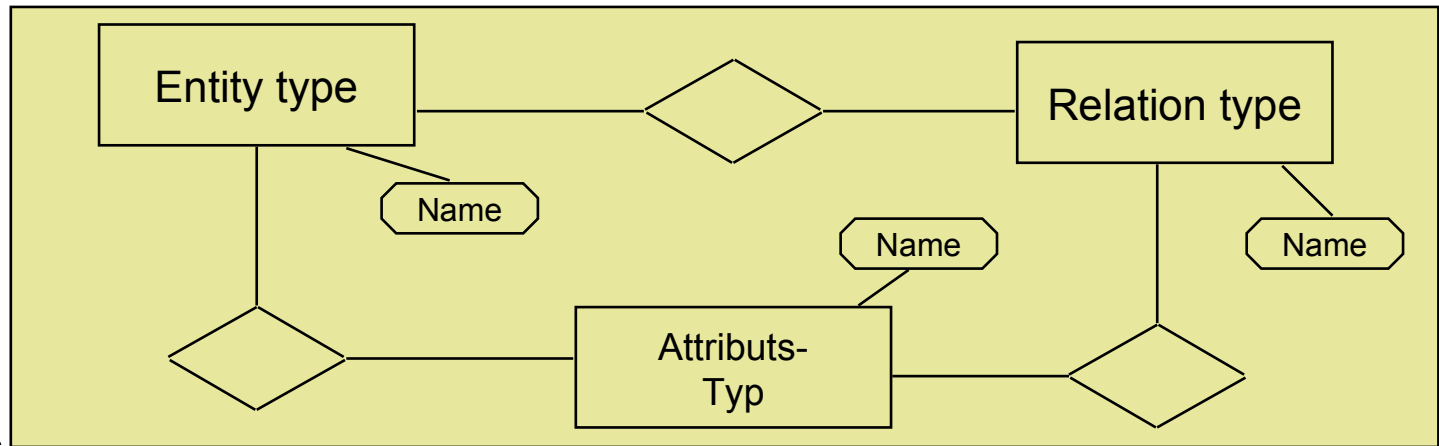 Entity type
Relation type
Name
Name
Name
Attributs-
Typ